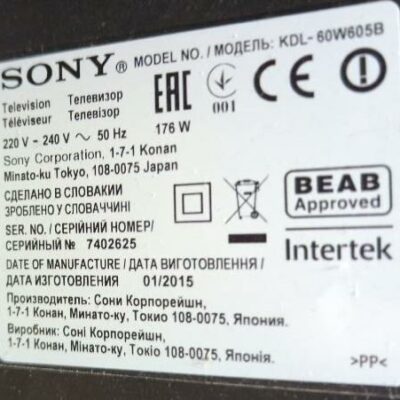 SONY ® MODEL NO. / МОДЕЛЬ: KDL- 60W605B
Television Телевизор
Téléviseur Телевізор
220 V - 240 V ~ 50 Hz 176 W
Sony Corporation, 1-7-1 Konan
Minato-ku Tokyo, 108-0075 Japan
EAC
001
CE
СДЕЛАНО В СЛОВАКИИ
ЗРОБЛЕНО У СЛОВАЧЧИНІ
SER. NO. / СЕРІЙНИЙ НОМЕР/
СЕРИЙНЫЙ № 7402625
BEAB
Approved
Intertek
DATE OF MANUFACTURE / ДАТА ВИГОТОВЛЕННЯ /
ДАТА ИЗГОТОВЛЕНИЯ 01/2015
Производитель: Сони Корпорейшн,
1-7-1 Конан, Минато-ку, Токио 108-0075, Япония.
Виробник: Соні Корпорейшн,
1-7-1 Конан, Мінато-ку, Токіо 108-0075, Японія.
>PP<